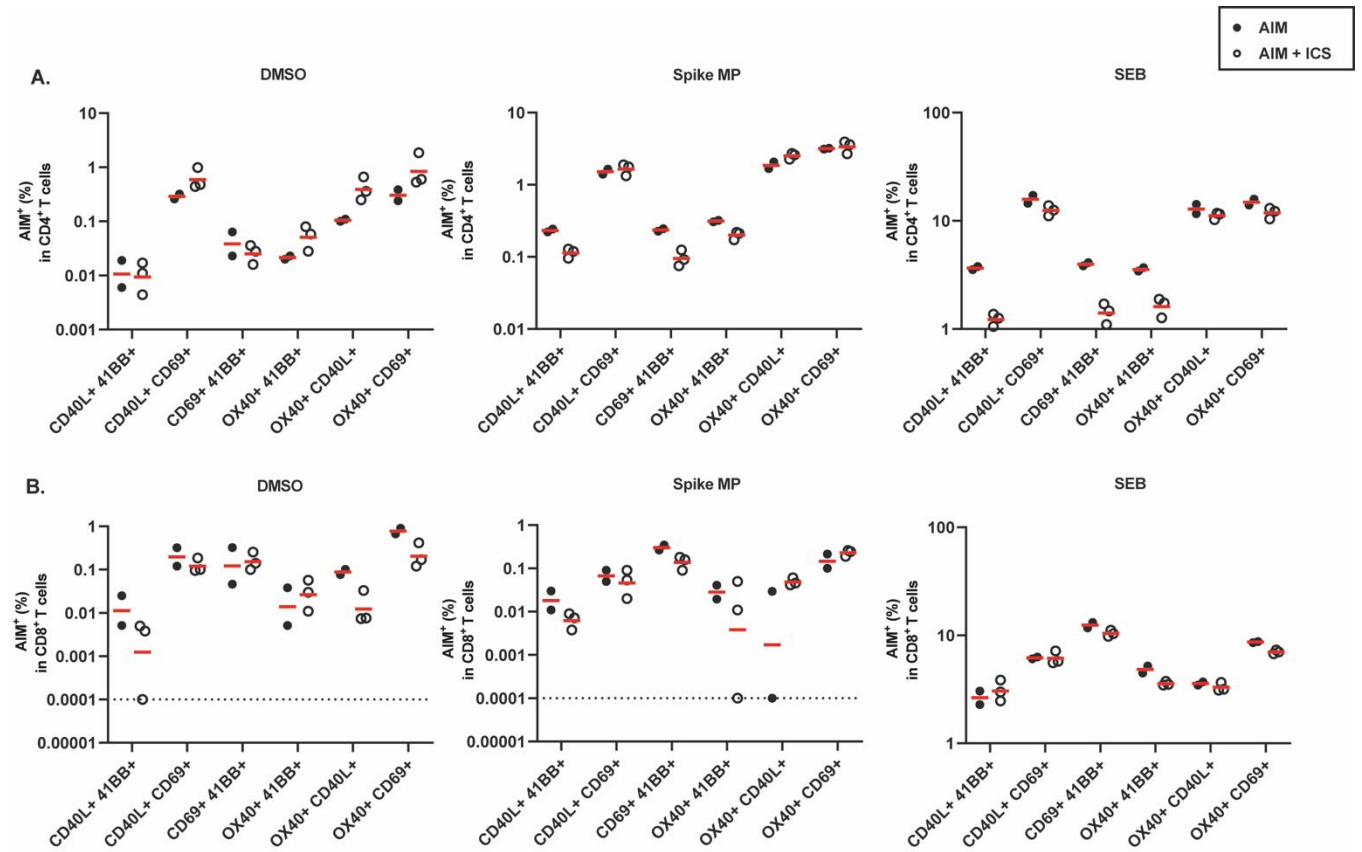 AIM
AIM + ICS
A.
DMSO
Spike MP
SEB
AIM⁺ (%)
in CD4⁺ T cells
10
1
0.1
0.01
0.001
CD40L+ 41BB+
CD40L+ CD69+
CD69+ 41BB+
OX40+ 41BB+
OX40+ CD40L+
OX40+ CD69+
AIM⁺ (%)
in CD4⁺ T cells
10
1
0.1
0.01
CD40L+ 41BB+
CD40L+ CD69+
CD69+ 41BB+
OX40+ 41BB+
OX40+ CD40L+
OX40+ CD69+
AIM⁺ (%)
in CD4⁺ T cells
100
10
1
CD40L+ 41BB+
CD40L+ CD69+
CD69+ 41BB+
OX40+ 41BB+
OX40+ CD40L+
OX40+ CD69+
B.
DMSO
Spike MP
SEB
AIM⁺ (%)
in CD8⁺ T cells
1
0.1
0.01
0.001
0.0001
0.00001
CD40L+ 41BB+
CD40L+ CD69+
CD69+ 41BB+
OX40+ 41BB+
OX40+ CD40L+
OX40+ CD69+
AIM⁺ (%)
in CD8⁺ T cells
1
0.1
0.01
0.001
0.0001
0.00001
CD40L+ 41BB+
CD40L+ CD69+
CD69+ 41BB+
OX40+ 41BB+
OX40+ CD40L+
OX40+ CD69+
AIM⁺ (%)
in CD8⁺ T cells
100
10
1
CD40L+ 41BB+
CD40L+ CD69+
CD69+ 41BB+
OX40+ 41BB+
OX40+ CD40L+
OX40+ CD69+